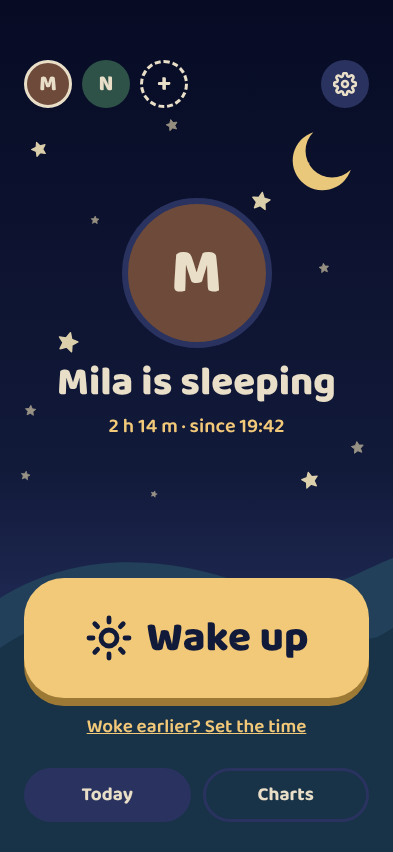 M N +
M
Mila is sleeping
2 h 14 m · since 19:42
Wake up
Woke earlier? Set the time
Today Charts